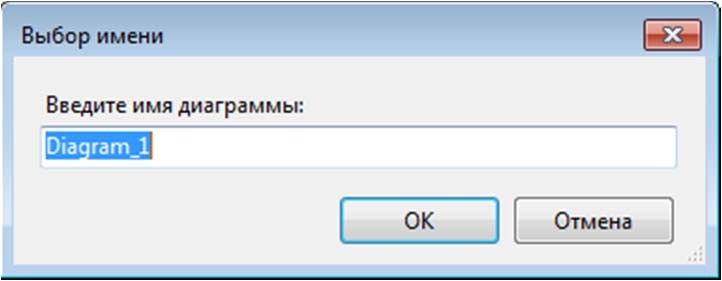 Выбор имени
Введите имя диаграммы:
Diagram_1
OK
Отмена